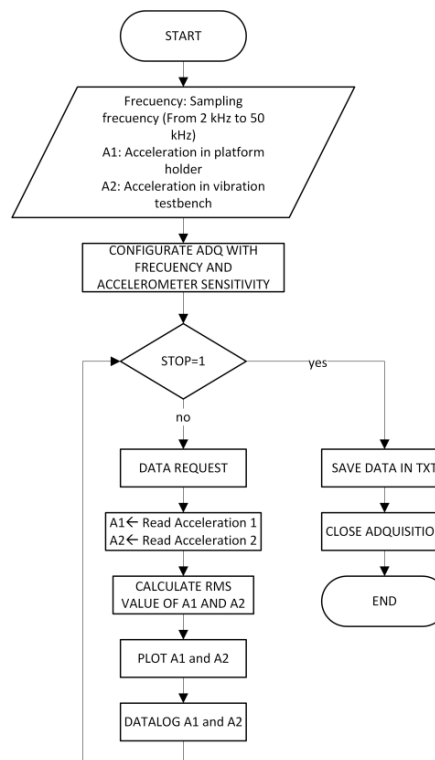 START
Frecuency: Sampling
frecuency (From 2 kHz to 50
kHz)
A1: Acceleration in platform
holder
A2: Acceleration in vibration
testbench
CONFIGURATE ADQ WITH
FRECUENCY AND
ACCELEROMETER SENSITIVITY
STOP=1
yes
no
DATA REQUEST
SAVE DATA IN TXT
A1← Read Acceleration 1
A2← Read Acceleration 2
CLOSE ADQUISITION
CALCULATE RMS
VALUE OF A1 AND A2
END
PLOT A1 and A2
DATALOG A1 and A2